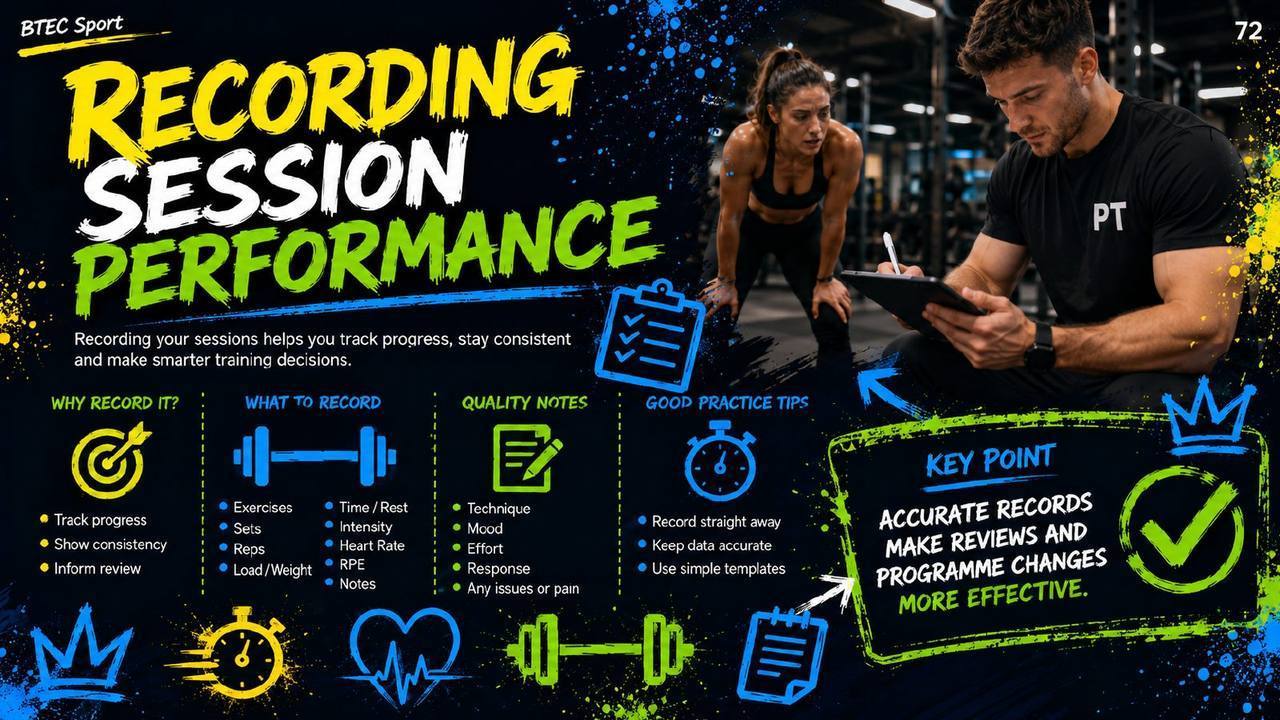 BTEC Sport
72
RECORDING
SESSION
PERFORMANCE
PT
Recording your sessions helps you track progress, stay consistent
and make smarter training decisions.
WHY RECORD IT?
Track progress
Show consistency
Inform review
WHAT TO RECORD
Exercises
Sets
Reps
Load/Weight
Time / Rest
Intensity
Heart Rate
RPE
Notes
QUALITY NOTES
Technique
Mood
Effort
Response
Any issues or pain
GOOD PRACTICE TIPS
Record straight away
Keep data accurate
Use simple templates
KEY POINT
ACCURATE RECORDS
MAKE REVIEWS AND
PROGRAMME CHANGES
MORE EFFECTIVE.